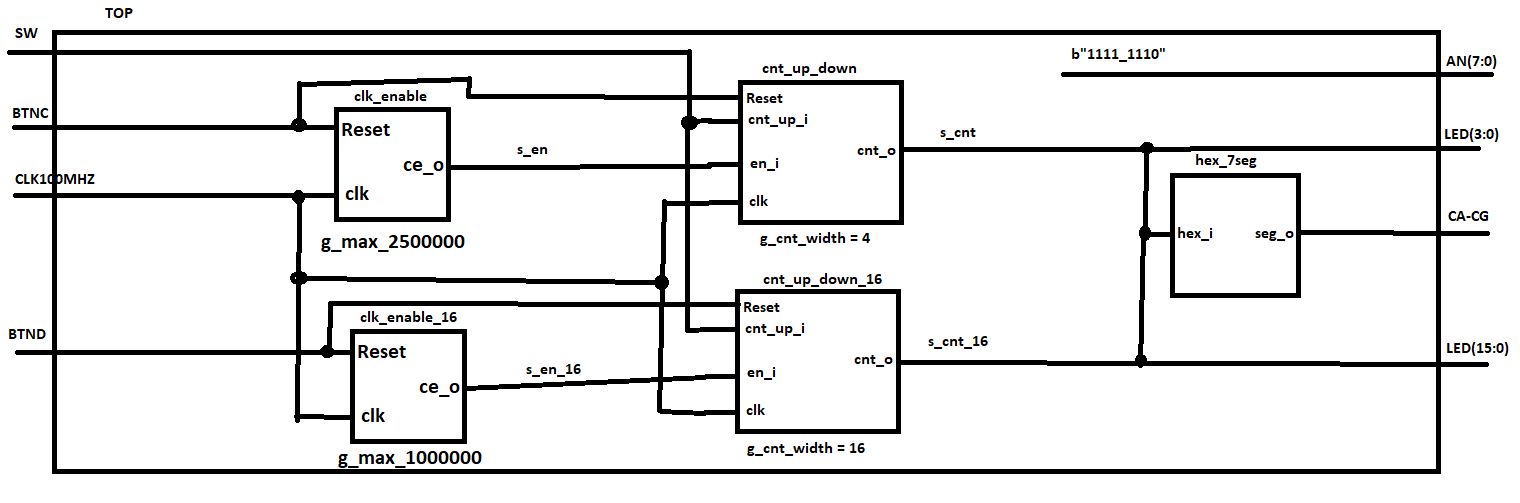 TOP
SW
b"1111_1110"
AN(7:0)
cnt_up_down
clk_enable
Reset
BTNC
Reset
cnt_up_i
cnt_o
s_cnt
LED(3:0)
s_en
ce_o
en_i
hex_7seg
CLK100MHZ
clk
clk
CA-CG
hex_i
seg_o
g_max_2500000
g_cnt_width = 4
cnt_up_down_16
Reset
clk_enable_16
BTND
Reset
cnt_up_i
cnt_o
s_cnt_16
LED(15:0)
s_en_16
ce_o
en_i
clk
clk
g_max_1000000
g_cnt_width = 16